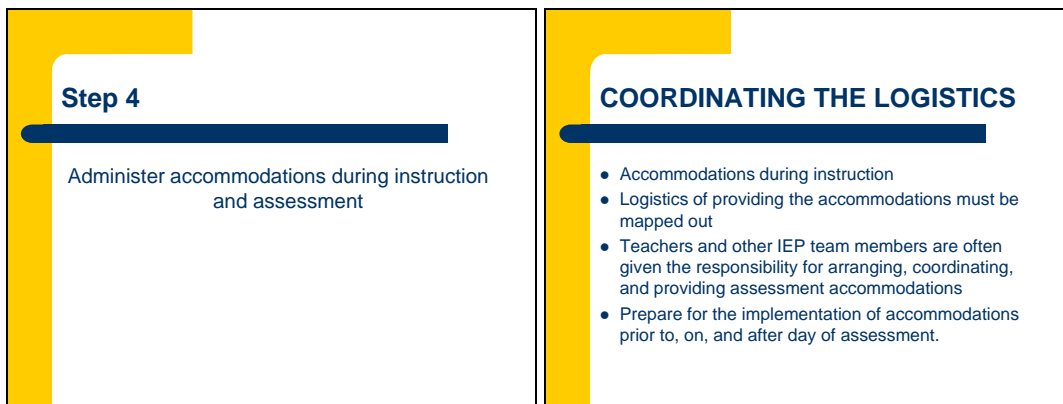 Step 4
Administer accommodations during instruction
and assessment
COORDINATING THE LOGISTICS
● Accommodations during instruction
● Logistics of providing the accommodations must be
mapped out
● Teachers and other IEP team members are often
given the responsibility for arranging, coordinating,
and providing assessment accommodations
● Prepare for the implementation of accommodations
prior to, on, and after day of assessment.